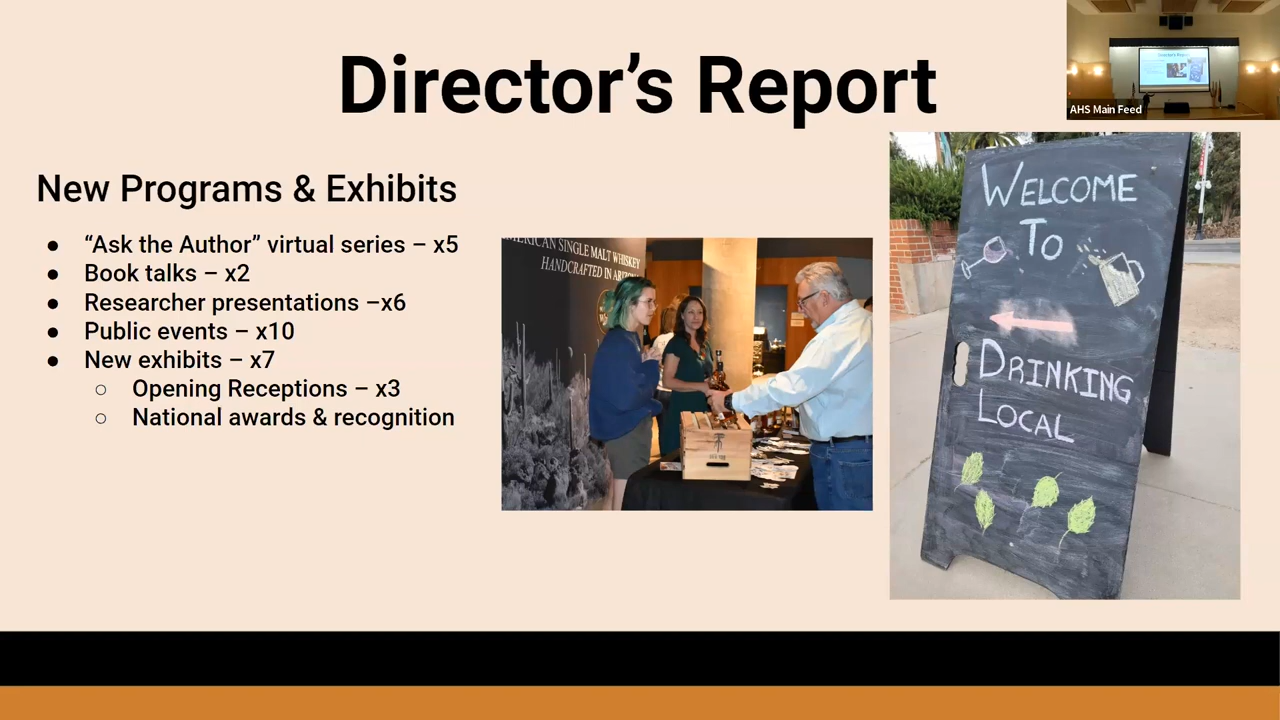 Director's Report
AHS Main Feed
New Programs & Exhibits
● “Ask the Author” virtual series – x5
● Book talks – x2
● Researcher presentations –x6
● Public events – x10
● New exhibits – x7
○ Opening Receptions – x3
○ National awards & recognition
AMERICAN SINGLE MALT WHISKEY
HANDCRAFTED IN
WELCOME
TO
DRINKING
LOCAL